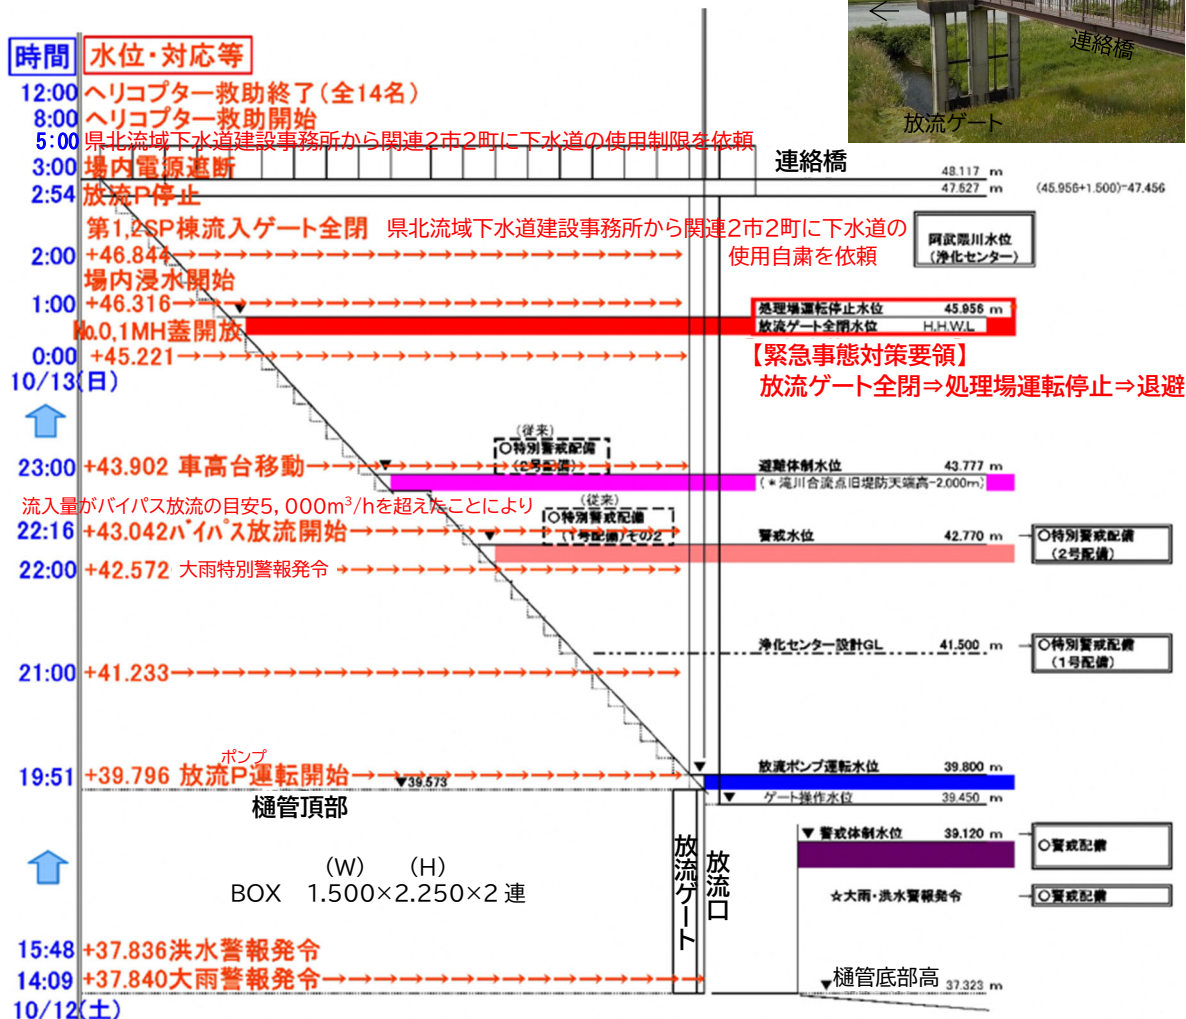 連絡橋
放流ゲート
時間 水位・対応等
12:00 ヘリコプター救助終了(全14名)
8:00 ヘリコプター救助開始
5:00 県北流域下水道建設事務所から関連2市2町に下水道の使用制限を依頼
3:00 場内電源遮断
連絡橋
48.117 m
2:54 放流P停止
47.627 m (45.956+1.500)=47.456
第1,2SP棟流入ゲート全閉
県北流域下水道建設事務所から関連2市2町に下水道の
使用自粛を依頼
阿武隈川水位
(浄化センター)
2:00 +46.844
場内浸水開始
1:00 +46.316
処理場運転停止水位 45.956 m
放流ゲート全閉水位 H.H.W.L
No.0,1MH蓋開放
0:00 +45.221
【緊急事態対策要領】
放流ゲート全閉⇒処理場運転停止⇒退避
10/13(日)
(従来)
○特別警戒配備
(2号配備)
23:00 +43.902 車高台移動
避難体制水位 43.777 m
(*滝川合流点旧堤防天端高-2.000m)
流入量がバイパス放流の目安5,000m³/hを超えたことにより
(従来)
○特別警戒配備
(1号配備)その2
22:16 +43.042バイパス放流開始
警戒水位 42.770 m
○特別警戒配備
(2号配備)
22:00 +42.572 大雨特別警報発令
浄化センター設計GL 41.500 m
○特別警戒配備
(1号配備)
21:00 +41.233
ポンプ
19:51 +39.796 放流P運転開始
▼39.573
放流ポンプ運転水位 39.800 m
▼ ゲート操作水位 39.450 m
樋管頂部
▼警戒体制水位 39.120 m
○警戒配備
(W) (H)
BOX 1.500×2.250×2連
放流ゲート
放流口
☆大雨・洪水警報発令
○警戒配備
15:48 +37.836洪水警報発令
14:09 +37.840大雨警報発令
▼樋管底部高 37.323 m
10/12(土)